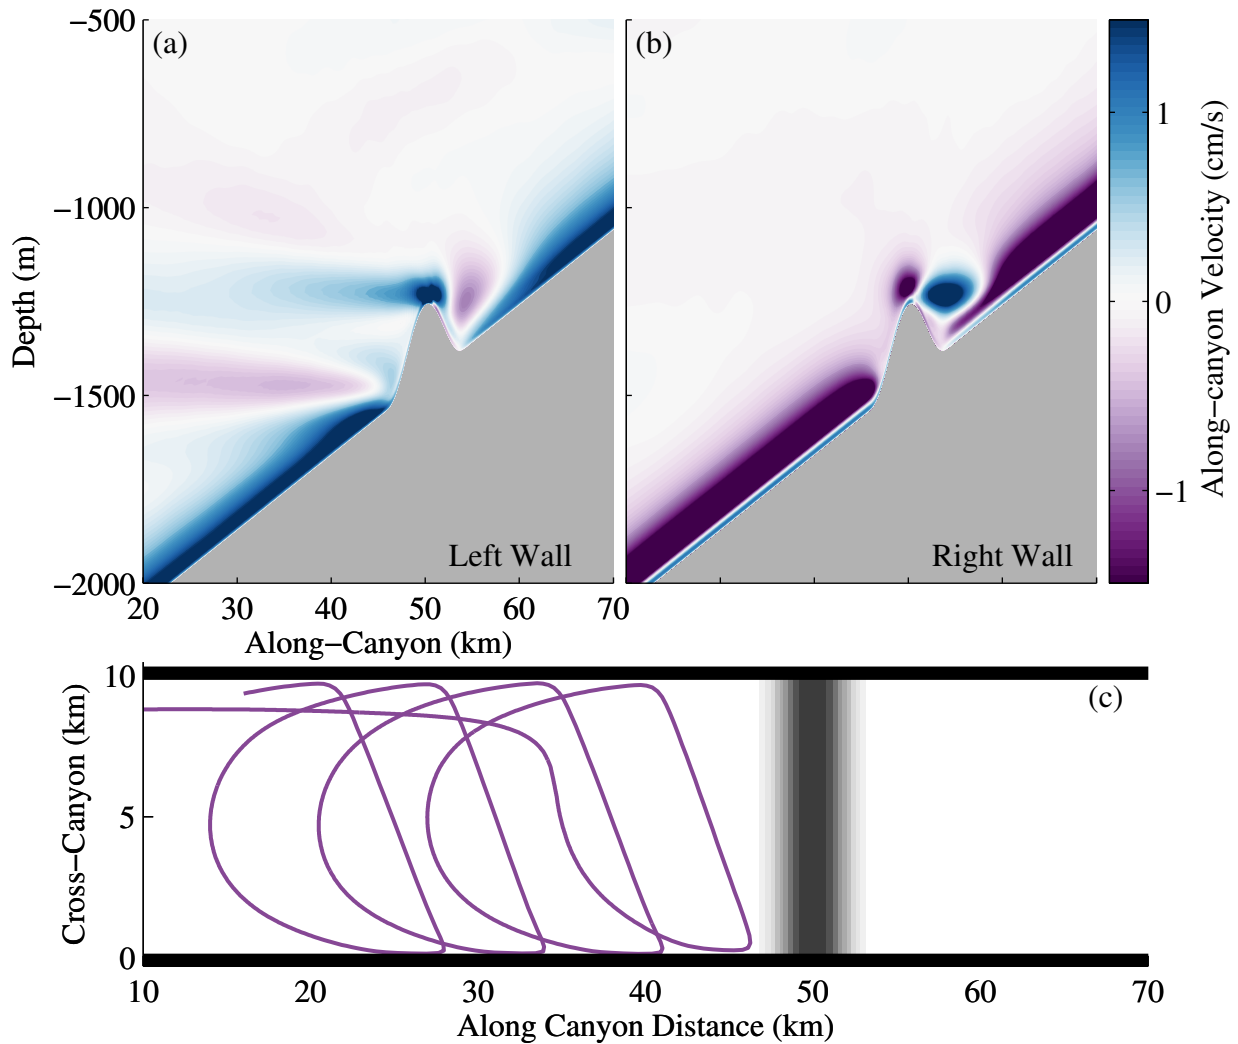 −500
(a)
(b)
1
−1000
0
Depth (m)
Along−canyon Velocity (cm/s)
−1500
−1
Left Wall
Right Wall
−2000
20
30
40
50
60
70
Along−Canyon (km)
10
(c)
Cross−Canyon (km)
5
0
10
20
30
40
50
60
70
Along Canyon Distance (km)